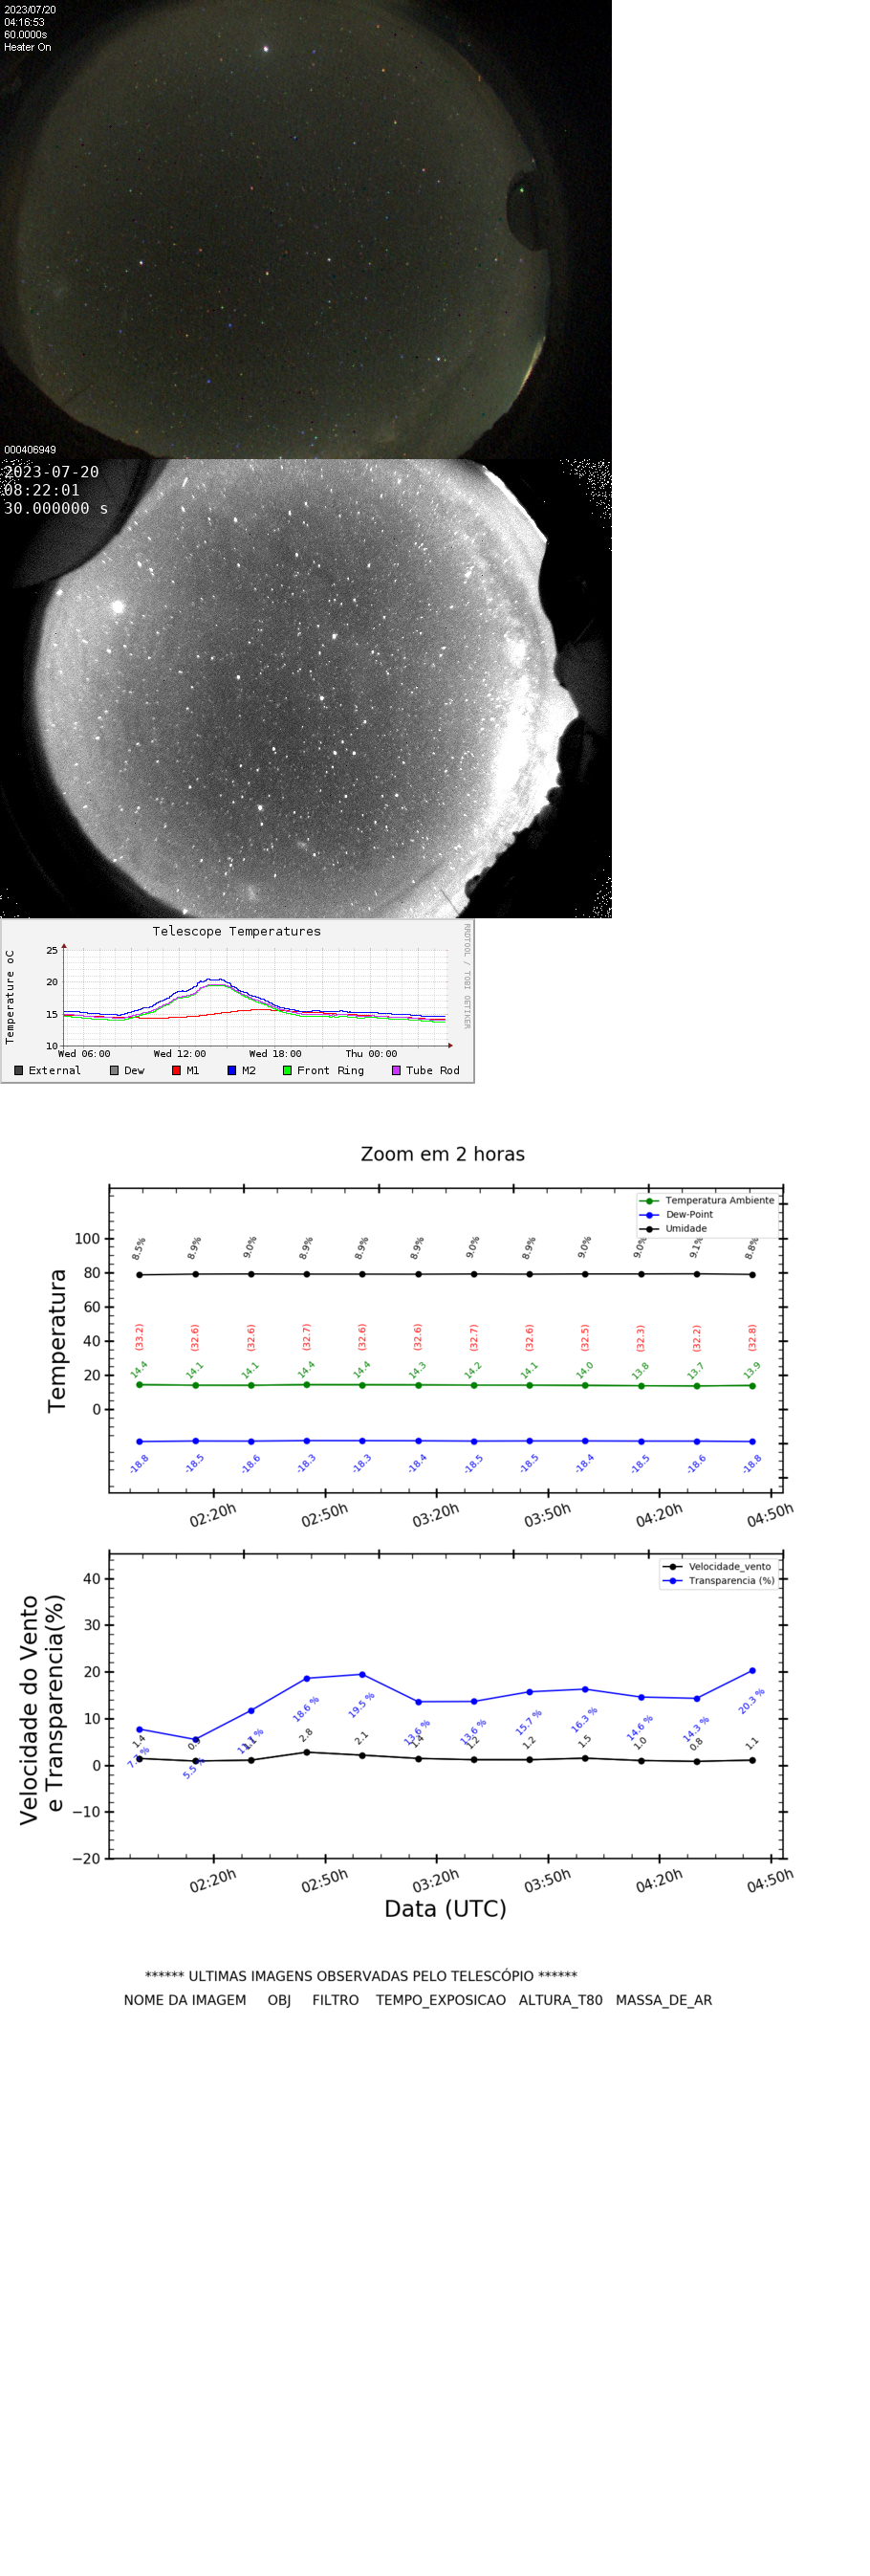 2023/07/20
04:16:53
60.0000s
Heater On
000406949
2023-07-20
08:22:01
30.000000 s
Telescope Temperatures
RRDTOOL / TOBI OETIKER
Temperature oC
25
20
15
10
Wed 06:00 Wed 12:00 Wed 18:00 Thu 00:00
External Dew M1 M2 Front Ring Tube Rod
Zoom em 2 horas
Temperatura Ambiente
Dew-Point
Umidade
Temperatura
100
80
60
40
20
0
8.5% 8.9% 9.0% 8.9% 8.9% 8.9% 9.0% 8.9% 9.0% 9.0% 9.1% 8.8%
(33.2) (32.6) (32.6) (32.7) (32.6) (32.6) (32.7) (32.6) (32.5) (32.3) (32.2) (32.8)
14.4 14.1 14.1 14.4 14.4 14.3 14.2 14.1 14.0 13.8 13.7 13.9
-18.8 -18.5 -18.6 -18.3 -18.3 -18.4 -18.5 -18.5 -18.4 -18.5 -18.6 -18.8
02:20h 02:50h 03:20h 03:50h 04:20h 04:50h
Velocidade_vento
Transparencia (%)
Velocidade do Vento
e Transparencia(%)
40
30
20
10
0
−10
−20
18.6 % 19.5 % 13.6 % 13.6 % 15.7 % 16.3 % 14.6 % 14.3 % 20.3 %
1.4 2.8 2.1 1.4 1.2 1.2 1.5 1.0 0.8 1.1
02:20h 02:50h 03:20h 03:50h 04:20h 04:50h
Data (UTC)
****** ULTIMAS IMAGENS OBSERVADAS PELO TELESCÓPIO ******
NOME DA IMAGEM OBJ FILTRO TEMPO_EXPOSICAO ALTURA_T80 MASSA_DE_AR